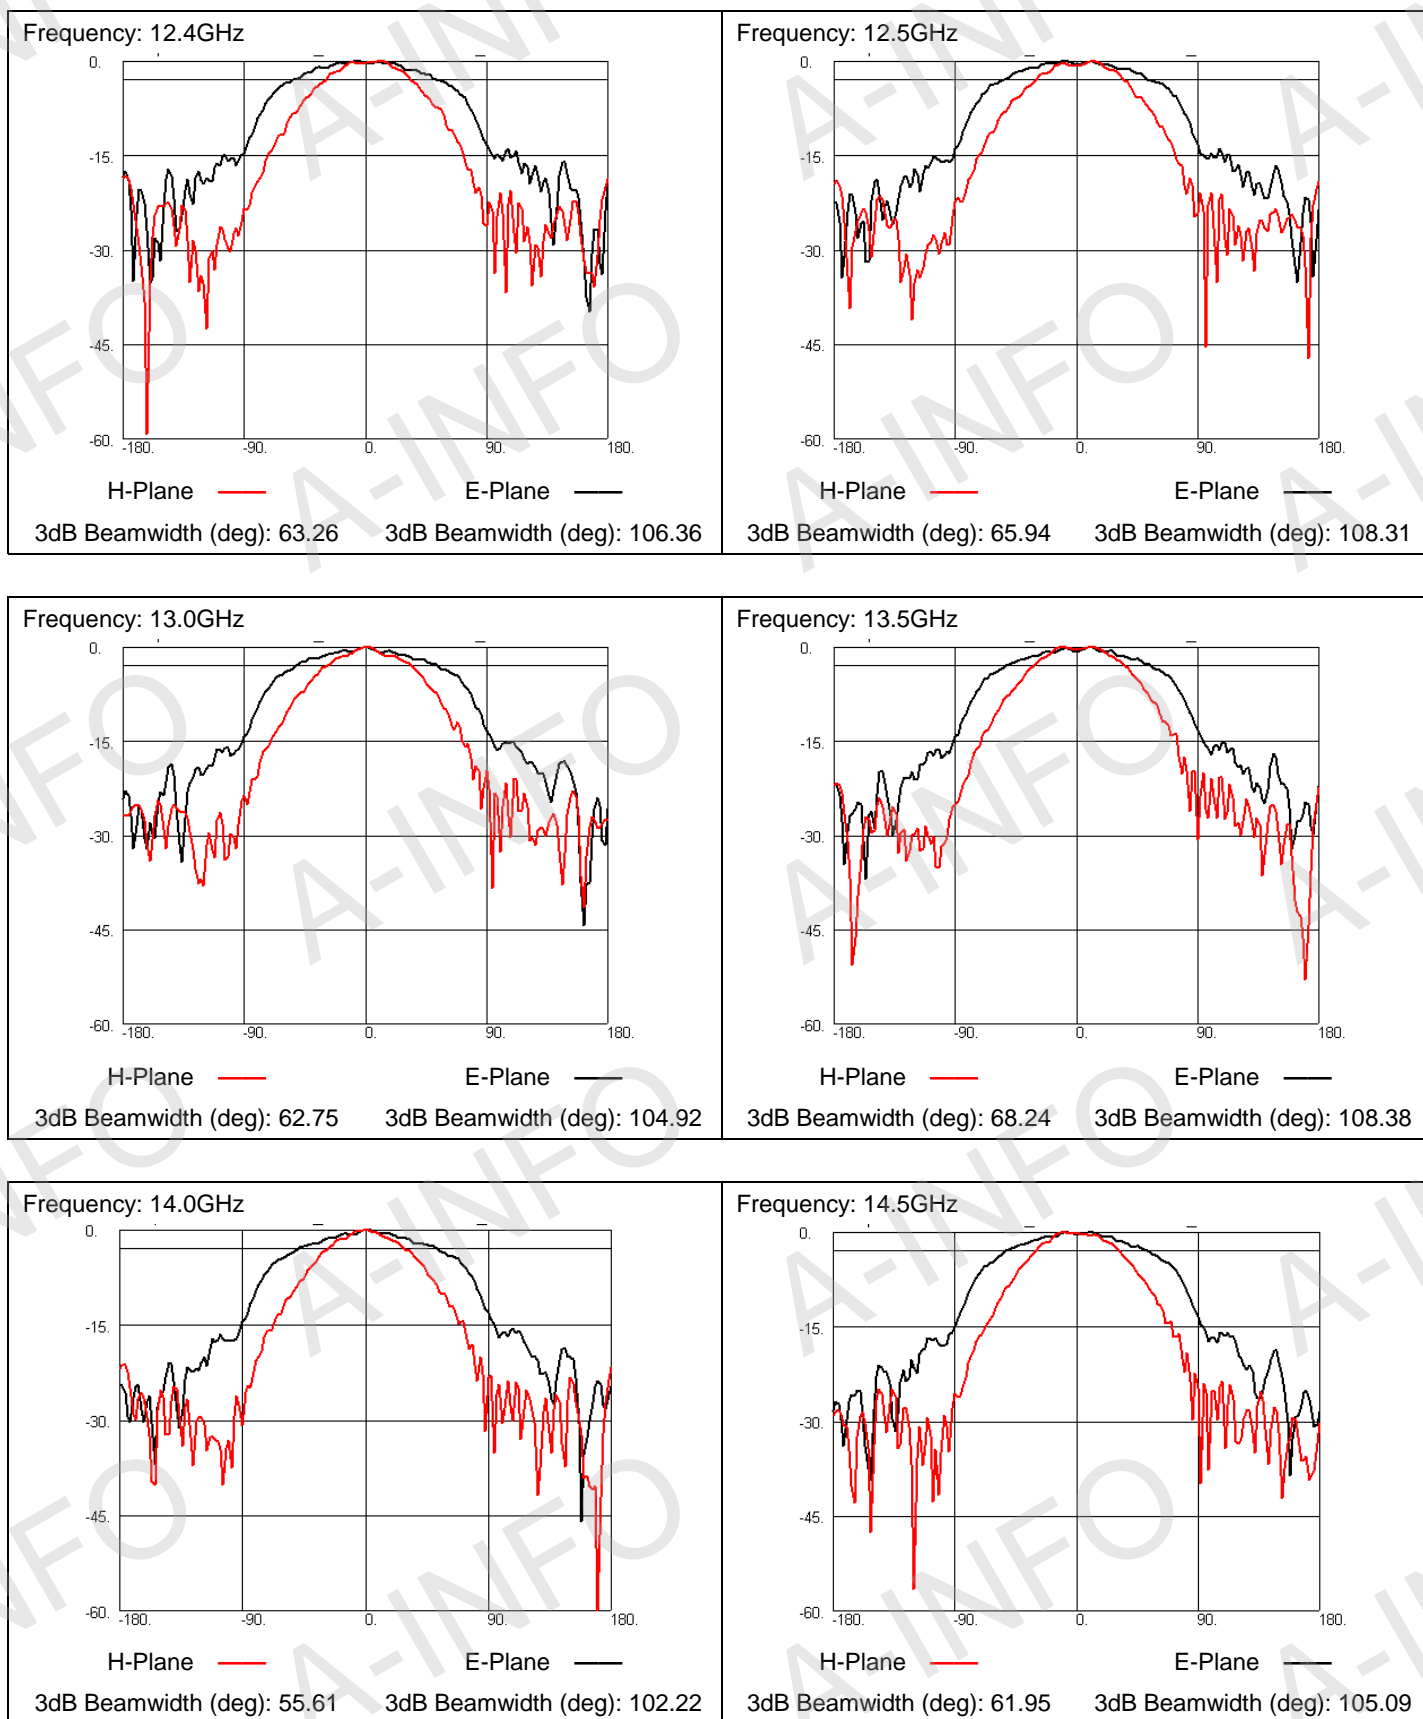 Frequency: 12.4GHz
0.
-15.
-30.
-45.
-60.
-180. -90. 0. 90. 180.
H-Plane E-Plane
3dB Beamwidth (deg): 63.26 3dB Beamwidth (deg): 106.36
Frequency: 12.5GHz
0.
-15.
-30.
-45.
-60.
-180. -90. 0. 90. 180.
H-Plane E-Plane
3dB Beamwidth (deg): 65.94 3dB Beamwidth (deg): 108.31
Frequency: 13.0GHz
0.
-15.
-30.
-45.
-60.
-180. -90. 0. 90. 180.
H-Plane E-Plane
3dB Beamwidth (deg): 62.75 3dB Beamwidth (deg): 104.92
Frequency: 13.5GHz
0.
-15.
-30.
-45.
-60.
-180. -90. 0. 90. 180.
H-Plane E-Plane
3dB Beamwidth (deg): 68.24 3dB Beamwidth (deg): 108.38
Frequency: 14.0GHz
0.
-15.
-30.
-45.
-60.
-180. -90. 0. 90. 180.
H-Plane E-Plane
3dB Beamwidth (deg): 55.61 3dB Beamwidth (deg): 102.22
Frequency: 14.5GHz
0.
-15.
-30.
-45.
-60.
-180. -90. 0. 90. 180.
H-Plane E-Plane
3dB Beamwidth (deg): 61.95 3dB Beamwidth (deg): 105.09
A-INFO
A-INFO
A-INFO
A-INFO
A-INFO
A-INFO
A-INFO
A-INFO